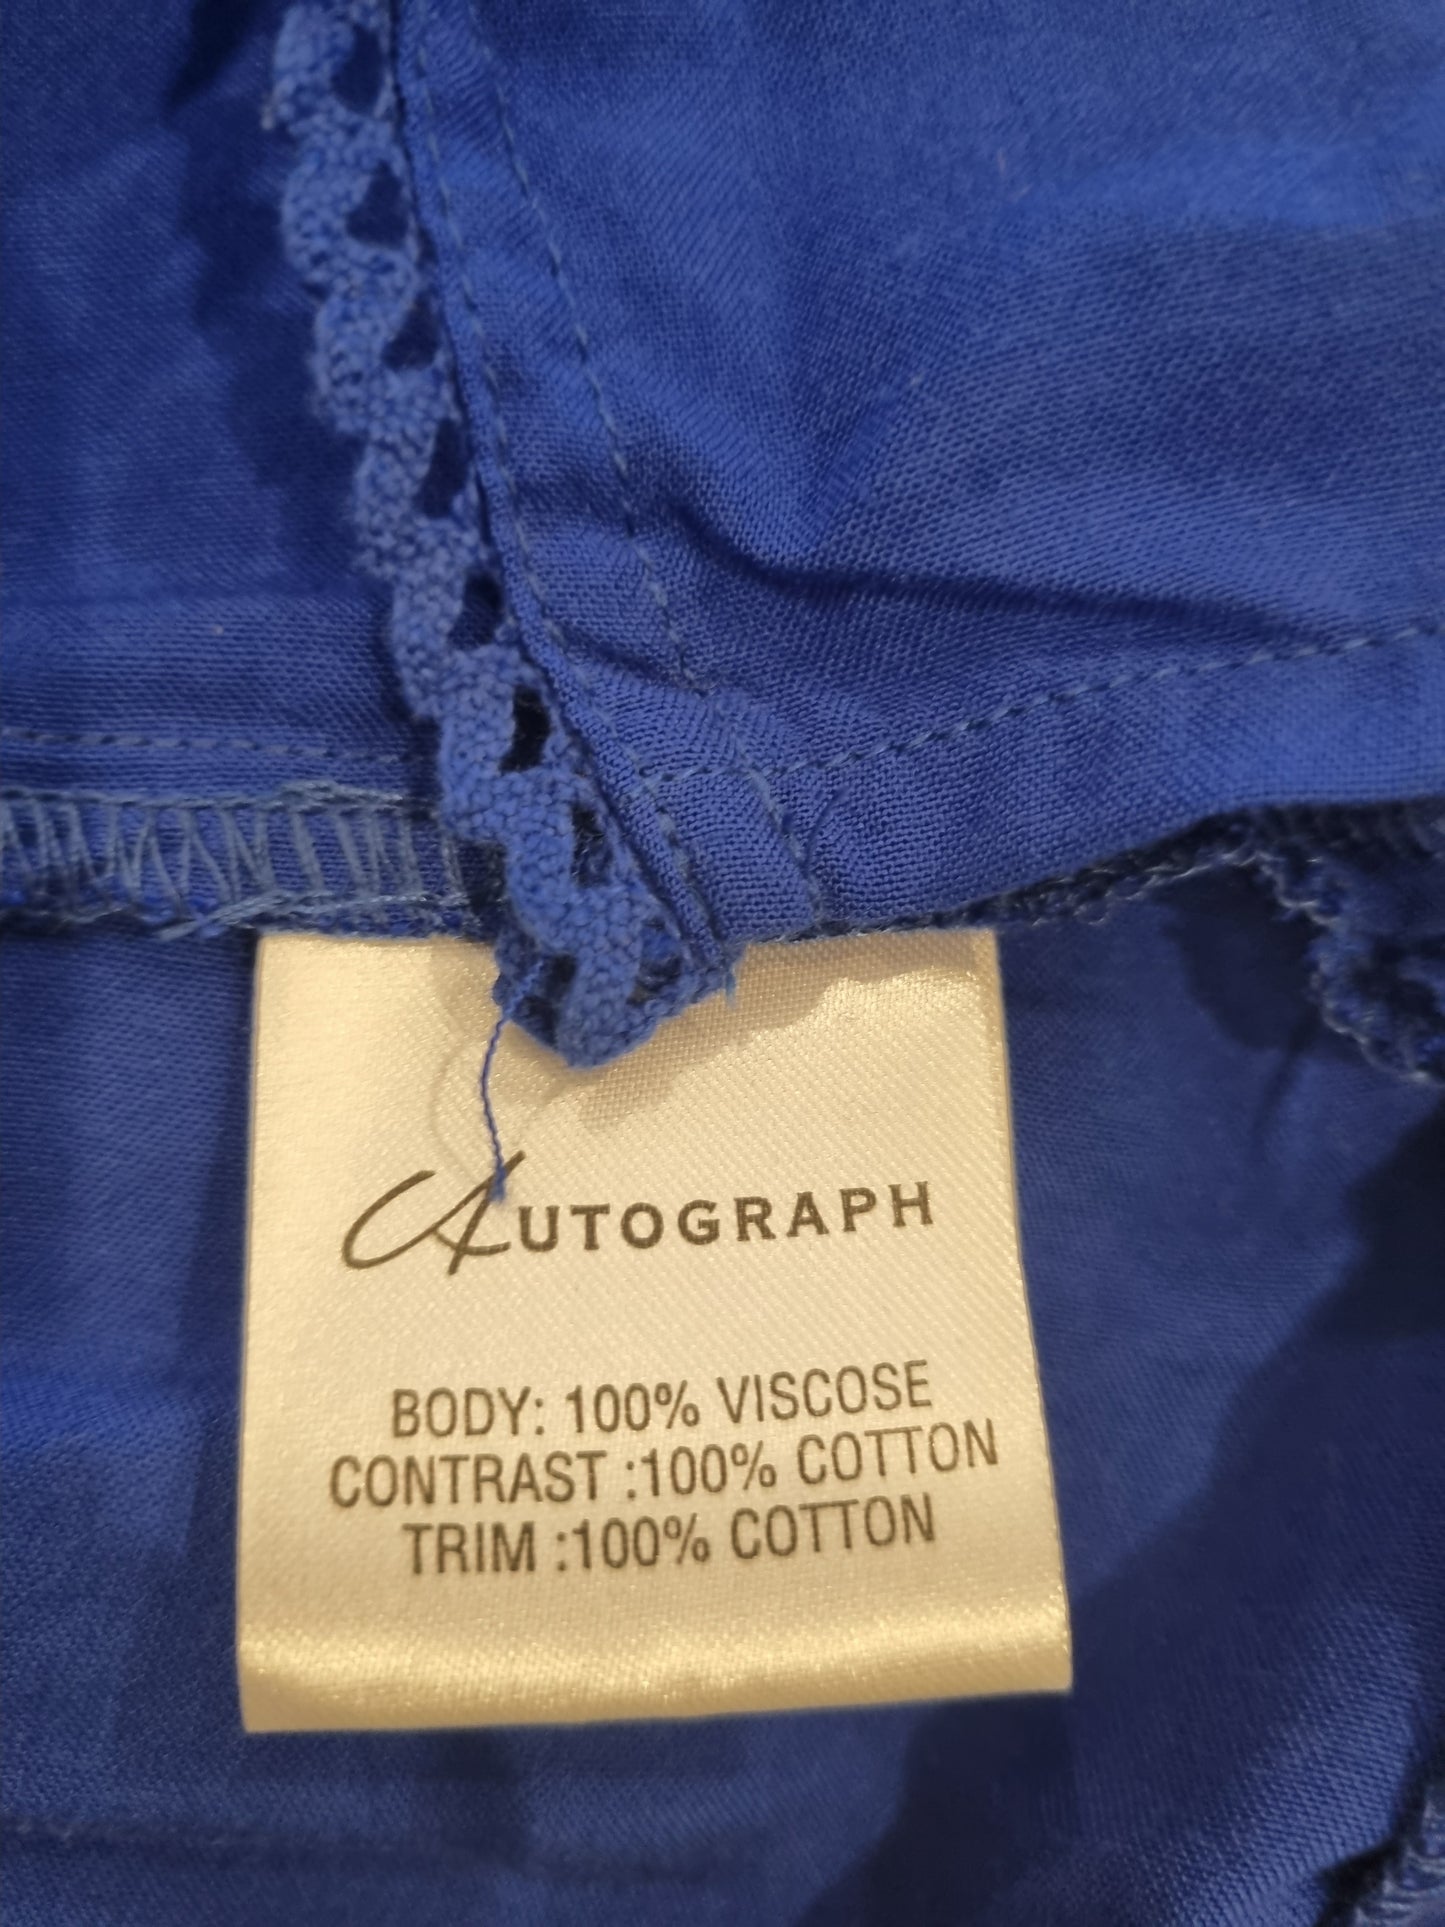 AUTOGRAPH
BODY: 100% VISCOSE
CONTRAST :100% COTTON
TRIM :100% COTTON